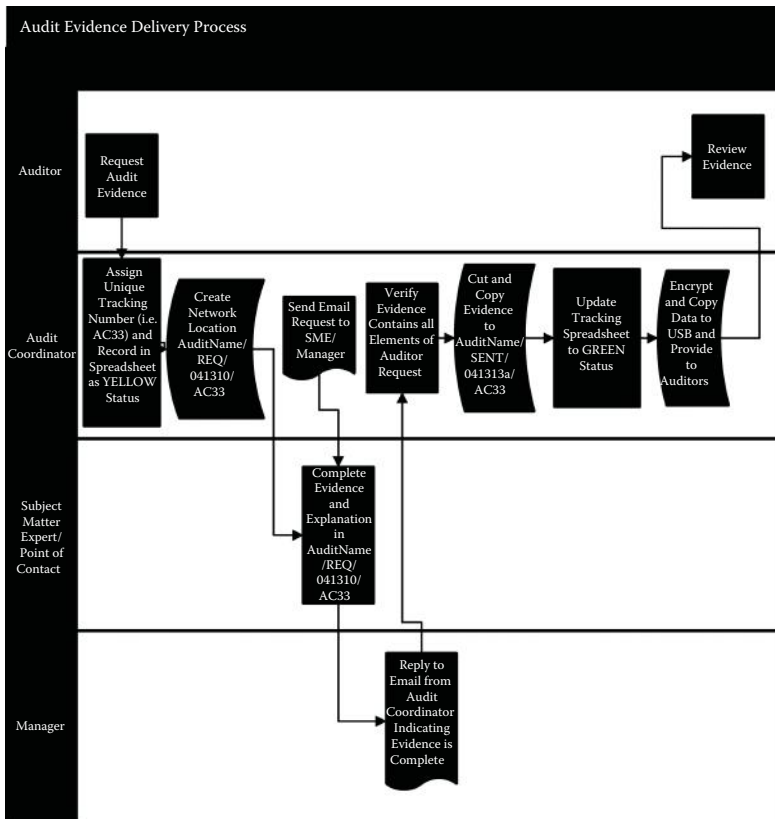 Audit Evidence Delivery Process
Auditor
Request
Audit
Evidence
Review
Evidence
Audit
Coordinator
Assign
Unique
Tracking
Number (i.e.
AC33) and
Record in
Spreadsheet
as YELLOW
Status
Create
Network
Location
AuditName/
REQ/
041310/
AC33
Send Email
Request to
SME/
Manager
Verify
Evidence
Contains all
Elements of
Auditor
Request
Cut and
Copy
Evidence
to
AuditName/
SENT/
041313a/
AC33
Update
Tracking
Spreadsheet
to GREEN
Status
Encrypt
and Copy
Data to
USB and
Provide
to
Auditors
Subject
Matter
Expert/
Point of
Contact
Complete
Evidence
and
Explanation
in
AuditName
/REQ/
041310/
AC33
Manager
Reply to
Email from
Audit
Coordinator
Indicating
Evidence is
Complete